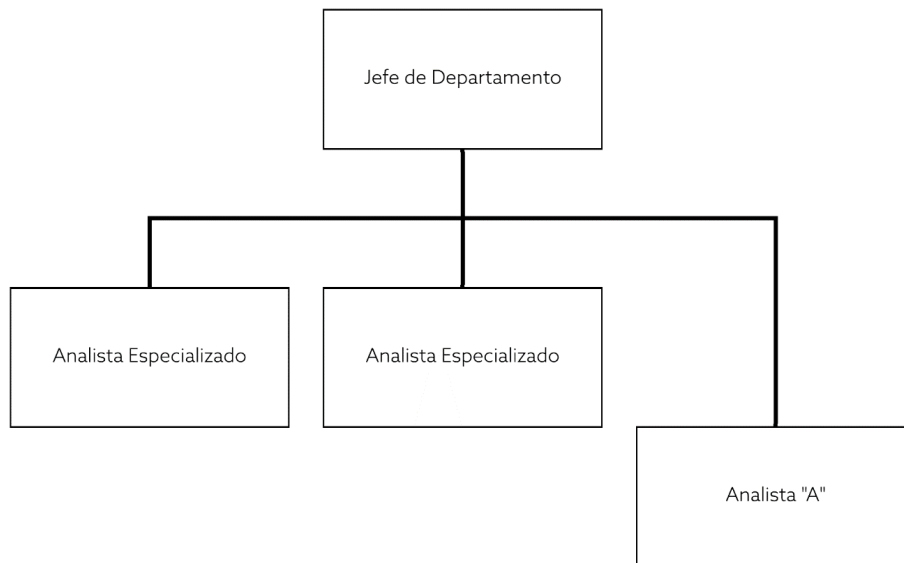 Jefe de Departamento
Analista Especializado
Analista Especializado
Analista "A"